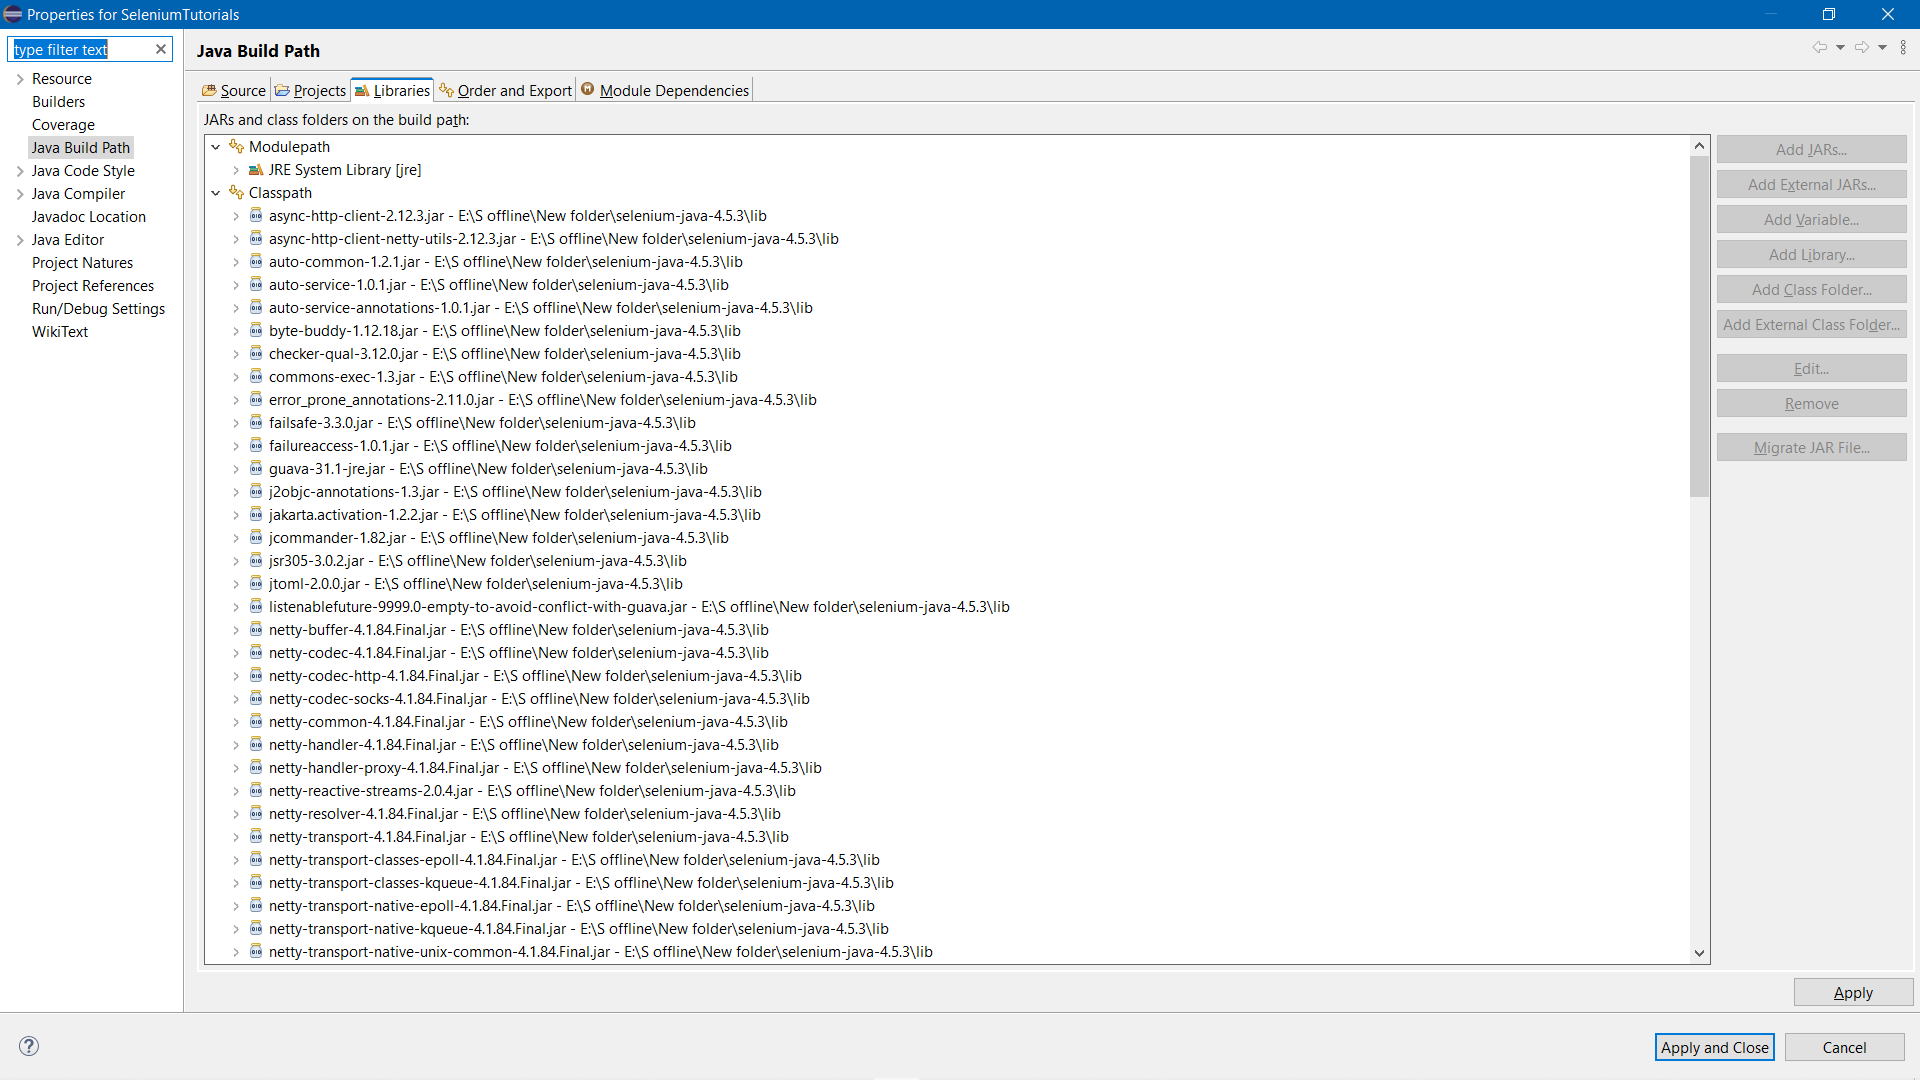 Properties for SeleniumTutorials
type filter text
Resource
Builders
Coverage
Java Build Path
Java Code Style
Java Compiler
Javadoc Location
Java Editor
Project Natures
Project References
Run/Debug Settings
WikiText
Java Build Path
Source Projects Libraries Order and Export Module Dependencies
JARs and class folders on the build path:
Modulepath
JRE System Library [jre]
Classpath
async-http-client-2.12.3.jar - E:\S offline\New folder\selenium-java-4.5.3\lib
async-http-client-netty-utils-2.12.3.jar - E:\S offline\New folder\selenium-java-4.5.3\lib
auto-common-1.2.1.jar - E:\S offline\New folder\selenium-java-4.5.3\lib
auto-service-1.0.1.jar - E:\S offline\New folder\selenium-java-4.5.3\lib
auto-service-annotations-1.0.1.jar - E:\S offline\New folder\selenium-java-4.5.3\lib
byte-buddy-1.12.18.jar - E:\S offline\New folder\selenium-java-4.5.3\lib
checker-qual-3.12.0.jar - E:\S offline\New folder\selenium-java-4.5.3\lib
commons-exec-1.3.jar - E:\S offline\New folder\selenium-java-4.5.3\lib
error_prone_annotations-2.11.0.jar - E:\S offline\New folder\selenium-java-4.5.3\lib
failsafe-3.3.0.jar - E:\S offline\New folder\selenium-java-4.5.3\lib
failureaccess-1.0.1.jar - E:\S offline\New folder\selenium-java-4.5.3\lib
guava-31.1-jre.jar - E:\S offline\New folder\selenium-java-4.5.3\lib
j2objc-annotations-1.3.jar - E:\S offline\New folder\selenium-java-4.5.3\lib
jakarta.activation-1.2.2.jar - E:\S offline\New folder\selenium-java-4.5.3\lib
jcommander-1.82.jar - E:\S offline\New folder\selenium-java-4.5.3\lib
jsr305-3.0.2.jar - E:\S offline\New folder\selenium-java-4.5.3\lib
jtoml-2.0.0.jar - E:\S offline\New folder\selenium-java-4.5.3\lib
listenablefuture-9999.0-empty-to-avoid-conflict-with-guava.jar - E:\S offline\New folder\selenium-java-4.5.3\lib
netty-buffer-4.1.84.Final.jar - E:\S offline\New folder\selenium-java-4.5.3\lib
netty-codec-4.1.84.Final.jar - E:\S offline\New folder\selenium-java-4.5.3\lib
netty-codec-http-4.1.84.Final.jar - E:\S offline\New folder\selenium-java-4.5.3\lib
netty-codec-socks-4.1.84.Final.jar - E:\S offline\New folder\selenium-java-4.5.3\lib
netty-common-4.1.84.Final.jar - E:\S offline\New folder\selenium-java-4.5.3\lib
netty-handler-4.1.84.Final.jar - E:\S offline\New folder\selenium-java-4.5.3\lib
netty-handler-proxy-4.1.84.Final.jar - E:\S offline\New folder\selenium-java-4.5.3\lib
netty-reactive-streams-2.0.4.jar - E:\S offline\New folder\selenium-java-4.5.3\lib
netty-resolver-4.1.84.Final.jar - E:\S offline\New folder\selenium-java-4.5.3\lib
netty-transport-4.1.84.Final.jar - E:\S offline\New folder\selenium-java-4.5.3\lib
netty-transport-classes-epoll-4.1.84.Final.jar - E:\S offline\New folder\selenium-java-4.5.3\lib
netty-transport-classes-kqueue-4.1.84.Final.jar - E:\S offline\New folder\selenium-java-4.5.3\lib
netty-transport-native-epoll-4.1.84.Final.jar - E:\S offline\New folder\selenium-java-4.5.3\lib
netty-transport-native-kqueue-4.1.84.Final.jar - E:\S offline\New folder\selenium-java-4.5.3\lib
netty-transport-native-unix-common-4.1.84.Final.jar - E:\S offline\New folder\selenium-java-4.5.3\lib
Add JARs...
Add External JARs...
Add Variable...
Add Library...
Add Class Folder...
Add External Class Folder...
Edit...
Remove
Migrate JAR File...
Apply
Apply and Close
Cancel